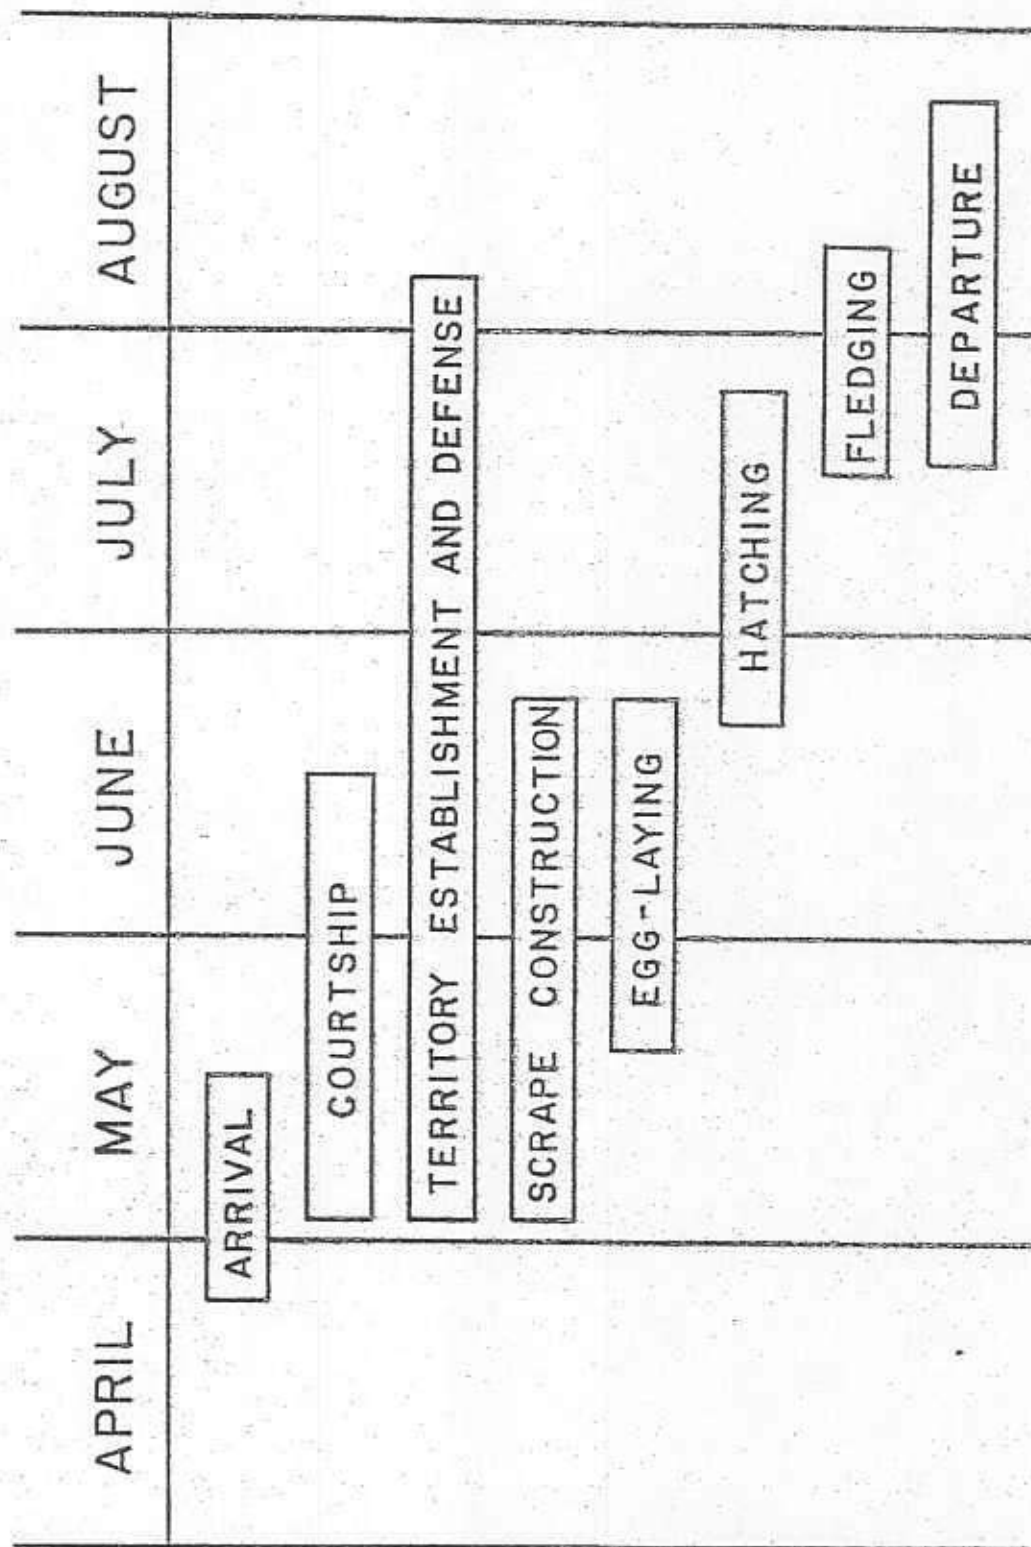 APRIL MAY JUNE JULY AUGUST
ARRIVAL
COURTSHIP
TERRITORY ESTABLISHMENT AND DEFENSE
SCRAPE CONSTRUCTION
EGG-LAYING
HATCHING
FLEDGING
DEPARTURE